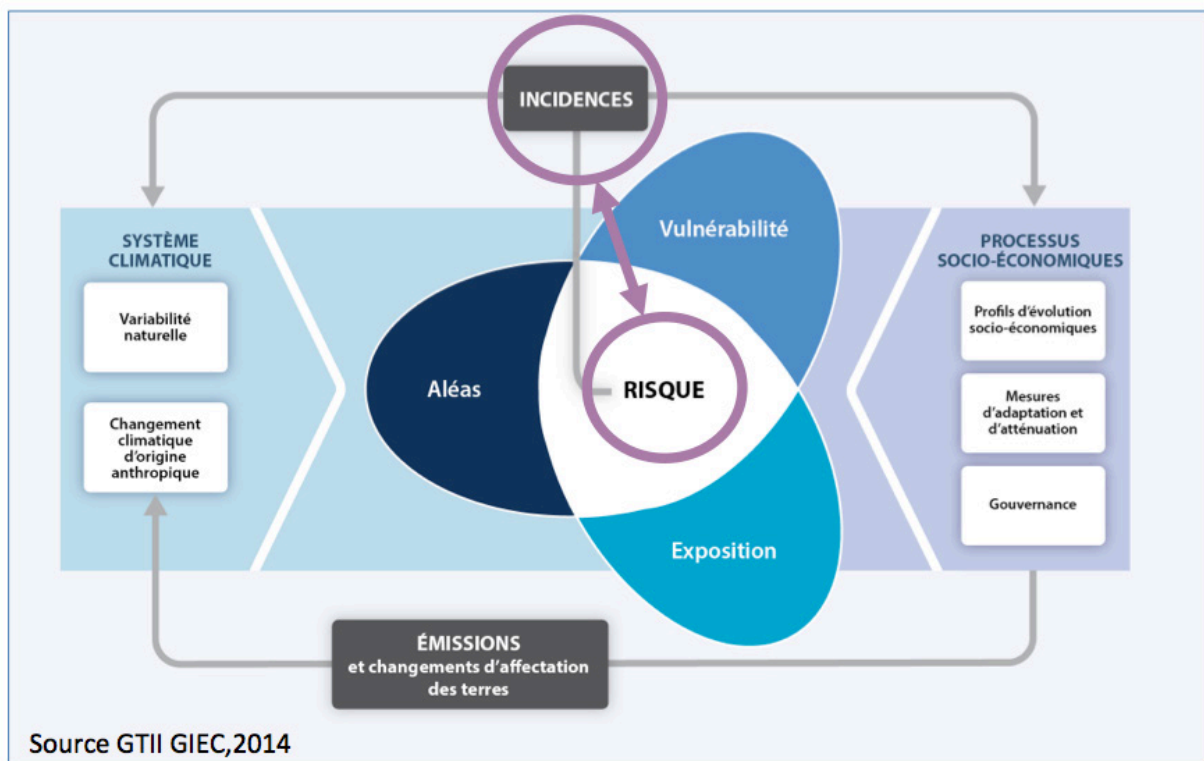 INCIDENCES
Vulnérabilité
SYSTÈME
CLIMATIQUE
Variabilité
naturelle
Changement
climatique
d'origine
anthropique
Aléas
RISQUE
Exposition
PROCESSUS
SOCIO-ÉCONOMIQUES
Profils d'évolution
socio-économiques
Mesures
d'adaptation et
d'atténuation
Gouvernance
ÉMISSIONS
et changements d'affectation
des terres
Source GTII GIEC,2014